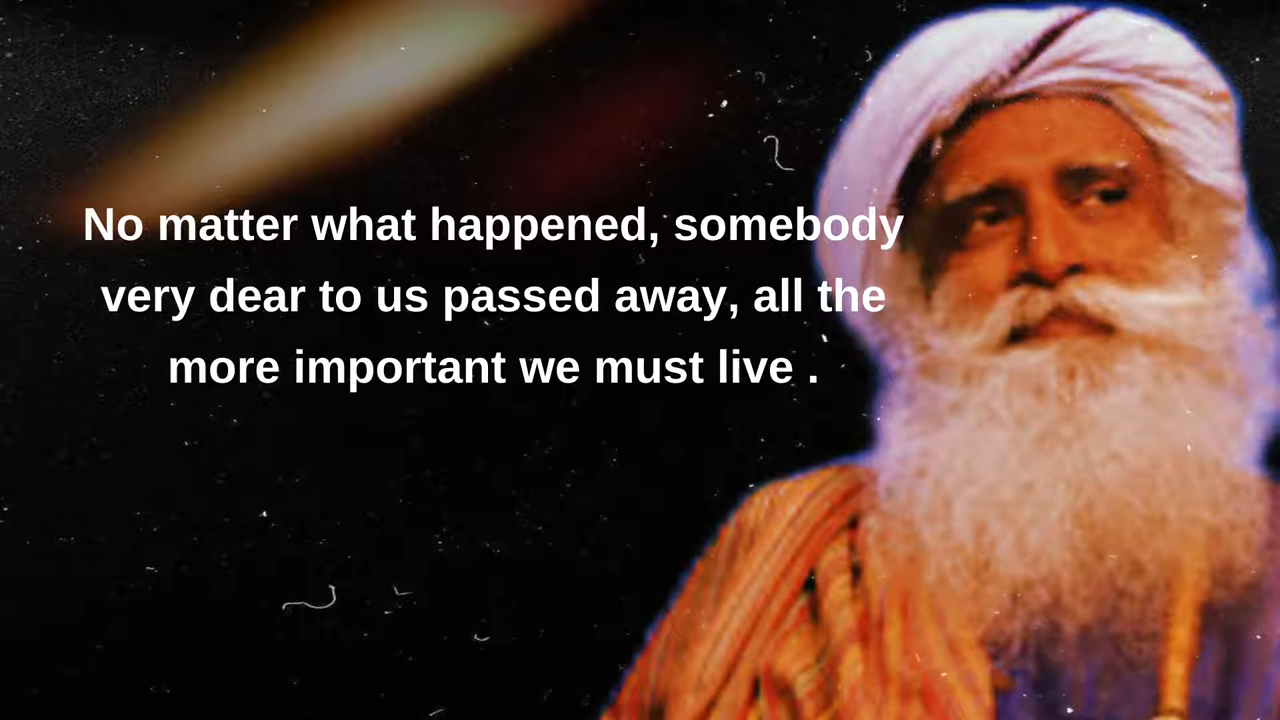 No matter what happened, somebody
very dear to us passed away, all the
more important we must live .